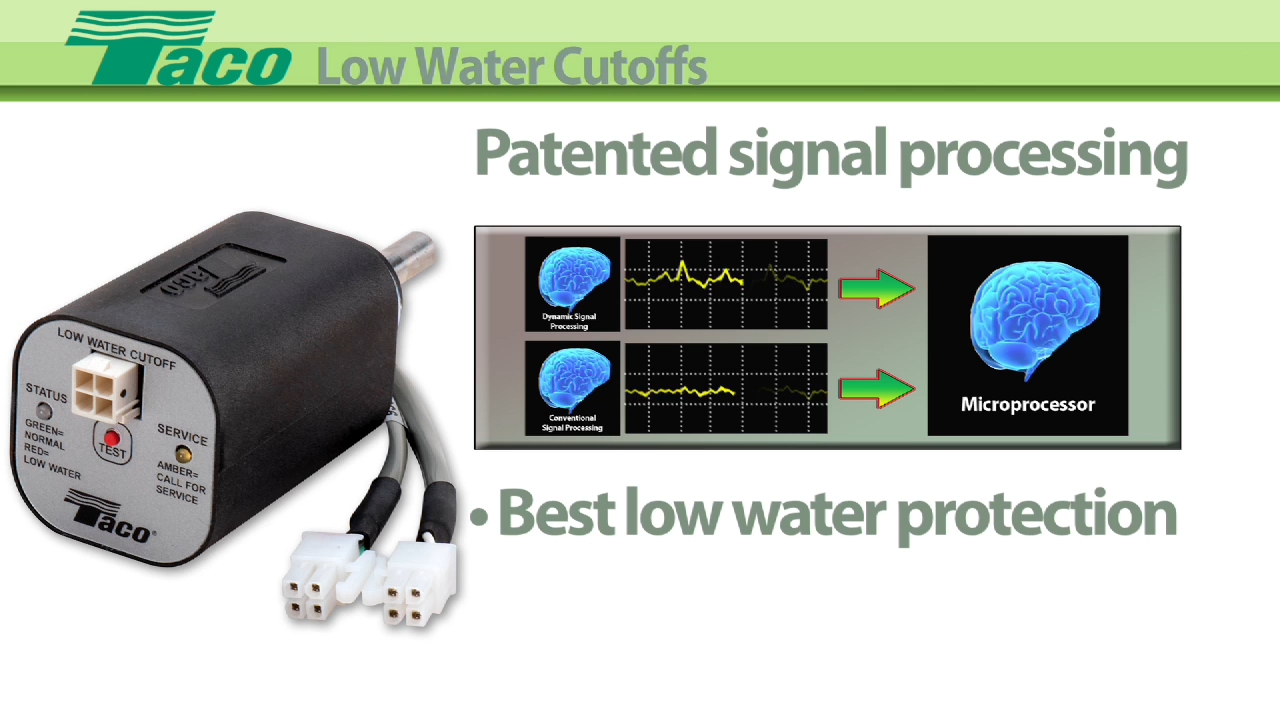 Taco Low Water Cutoffs
Patented signal processing
Dynamic Signal
Processing
Conventional
Signal Processing
Microprocessor
• Best low water protection
Taco
LOW WATER CUTOFF
STATUS
GREEN=
NORMAL
RED=
LOW WATER
TEST
SERVICE
AMBER=
CALL FOR
SERVICE
Taco®